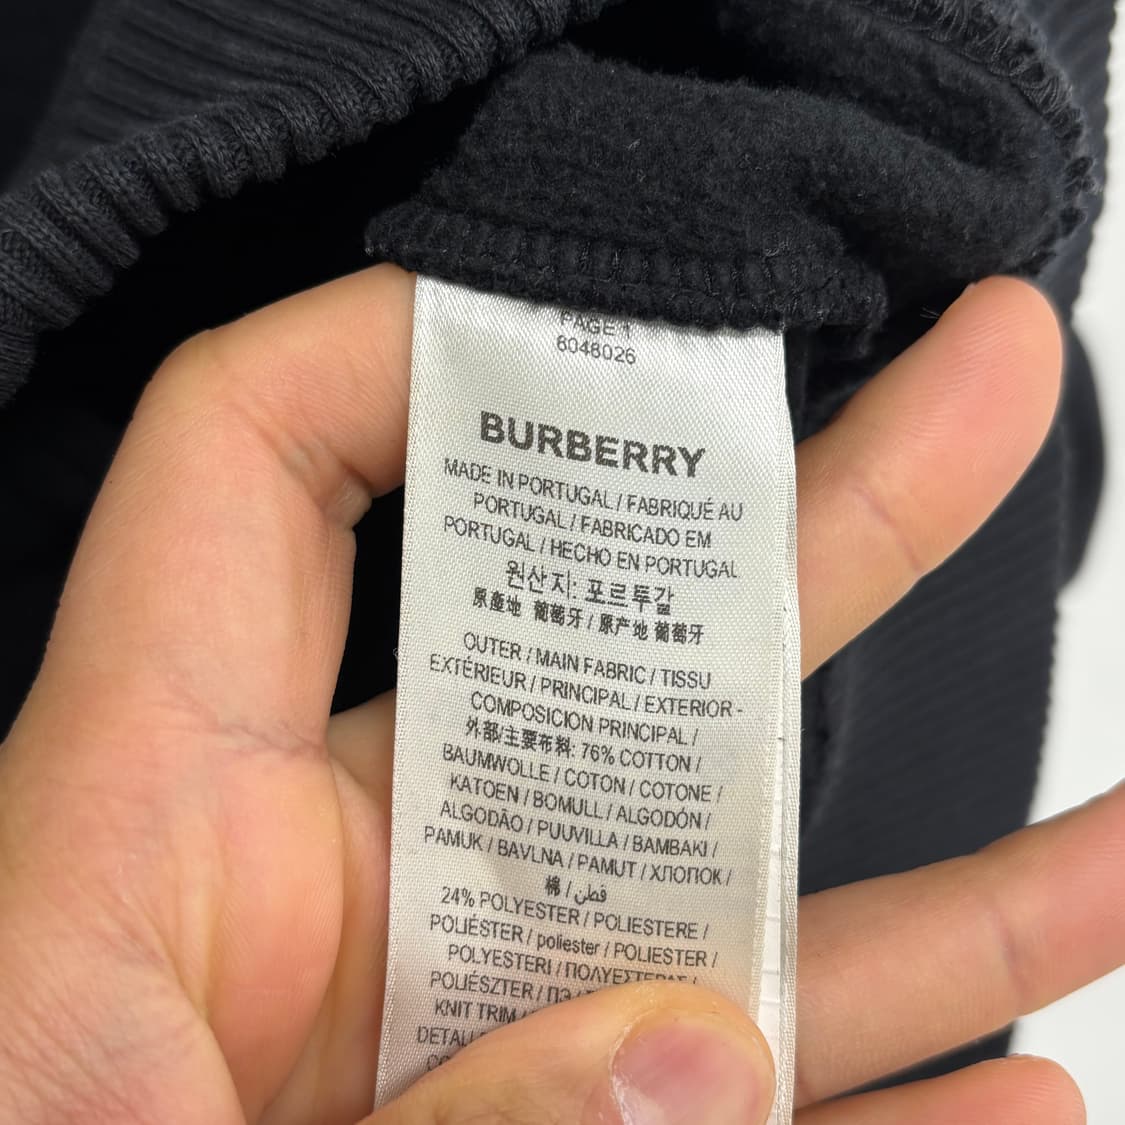 PAGE 1
8048026
BURBERRY
MADE IN PORTUGAL / FABRIQUÉ AU
PORTUGAL / FABRICADO EM
PORTUGAL / HECHO EN PORTUGAL
원산지: 포르투갈
原產地 葡萄牙 / 原产地 葡萄牙
OUTER / MAIN FABRIC / TISSU
EXTÉRIEUR / PRINCIPAL / EXTERIOR -
COMPOSICION PRINCIPAL /
外部/主要布料: 76% COTTON /
BAUMWOLLE / COTON / COTONE /
KATOEN / BOMULL / ALGODÓN /
ALGODÃO / PUUVILLA / BAMBAKI /
PAMUK / BAVLNA / PAMUT / ХЛОПОК /
棉 / قطن
24% POLYESTER / POLIESTERE /
POLIÉSTER / poliester / POLIESTER /
POLYESTERI / ΠΟΛΥΕΣΤΕΡΑΣ /
POLIÉSZTER /
KNIT TRIM /